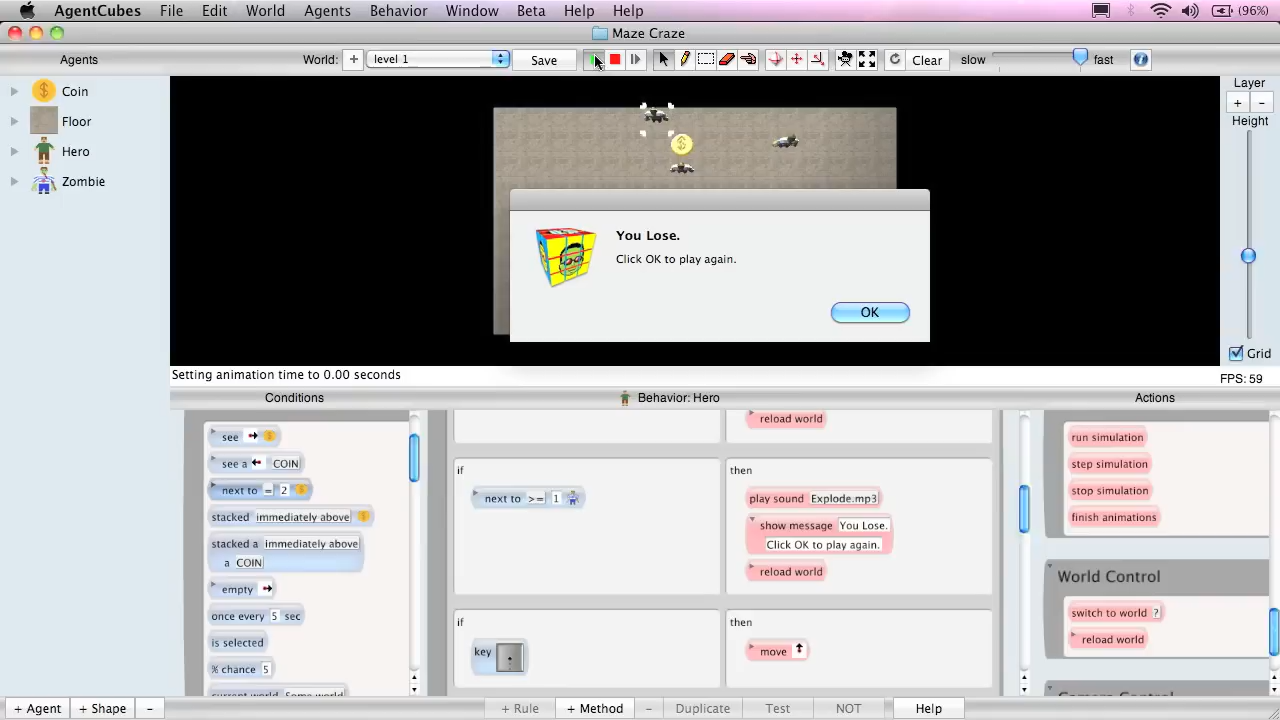 AgentCubes File Edit World Agents Behavior Window Beta Help Help (96%)
Maze Craze
Agents World: + level 1 Save Clear slow fast
Coin
Floor
Hero
Zombie
Layer
+ -
Height
Grid
You Lose.
Click OK to play again.
OK
Setting animation time to 0.00 seconds FPS: 59
Conditions Behavior: Hero Actions
see
see a COIN
next to = 2
stacked immediately above
stacked a immediately above
a COIN
empty
once every 5 sec
is selected
% chance 5
reload world
if then
next to >= 1
play sound Explode.mp3
show message You Lose.
Click OK to play again.
reload world
if then
key
move
run simulation
step simulation
stop simulation
finish animations
World Control
switch to world ?
reload world
+ Agent + Shape - + Rule + Method - Duplicate Test NOT Help